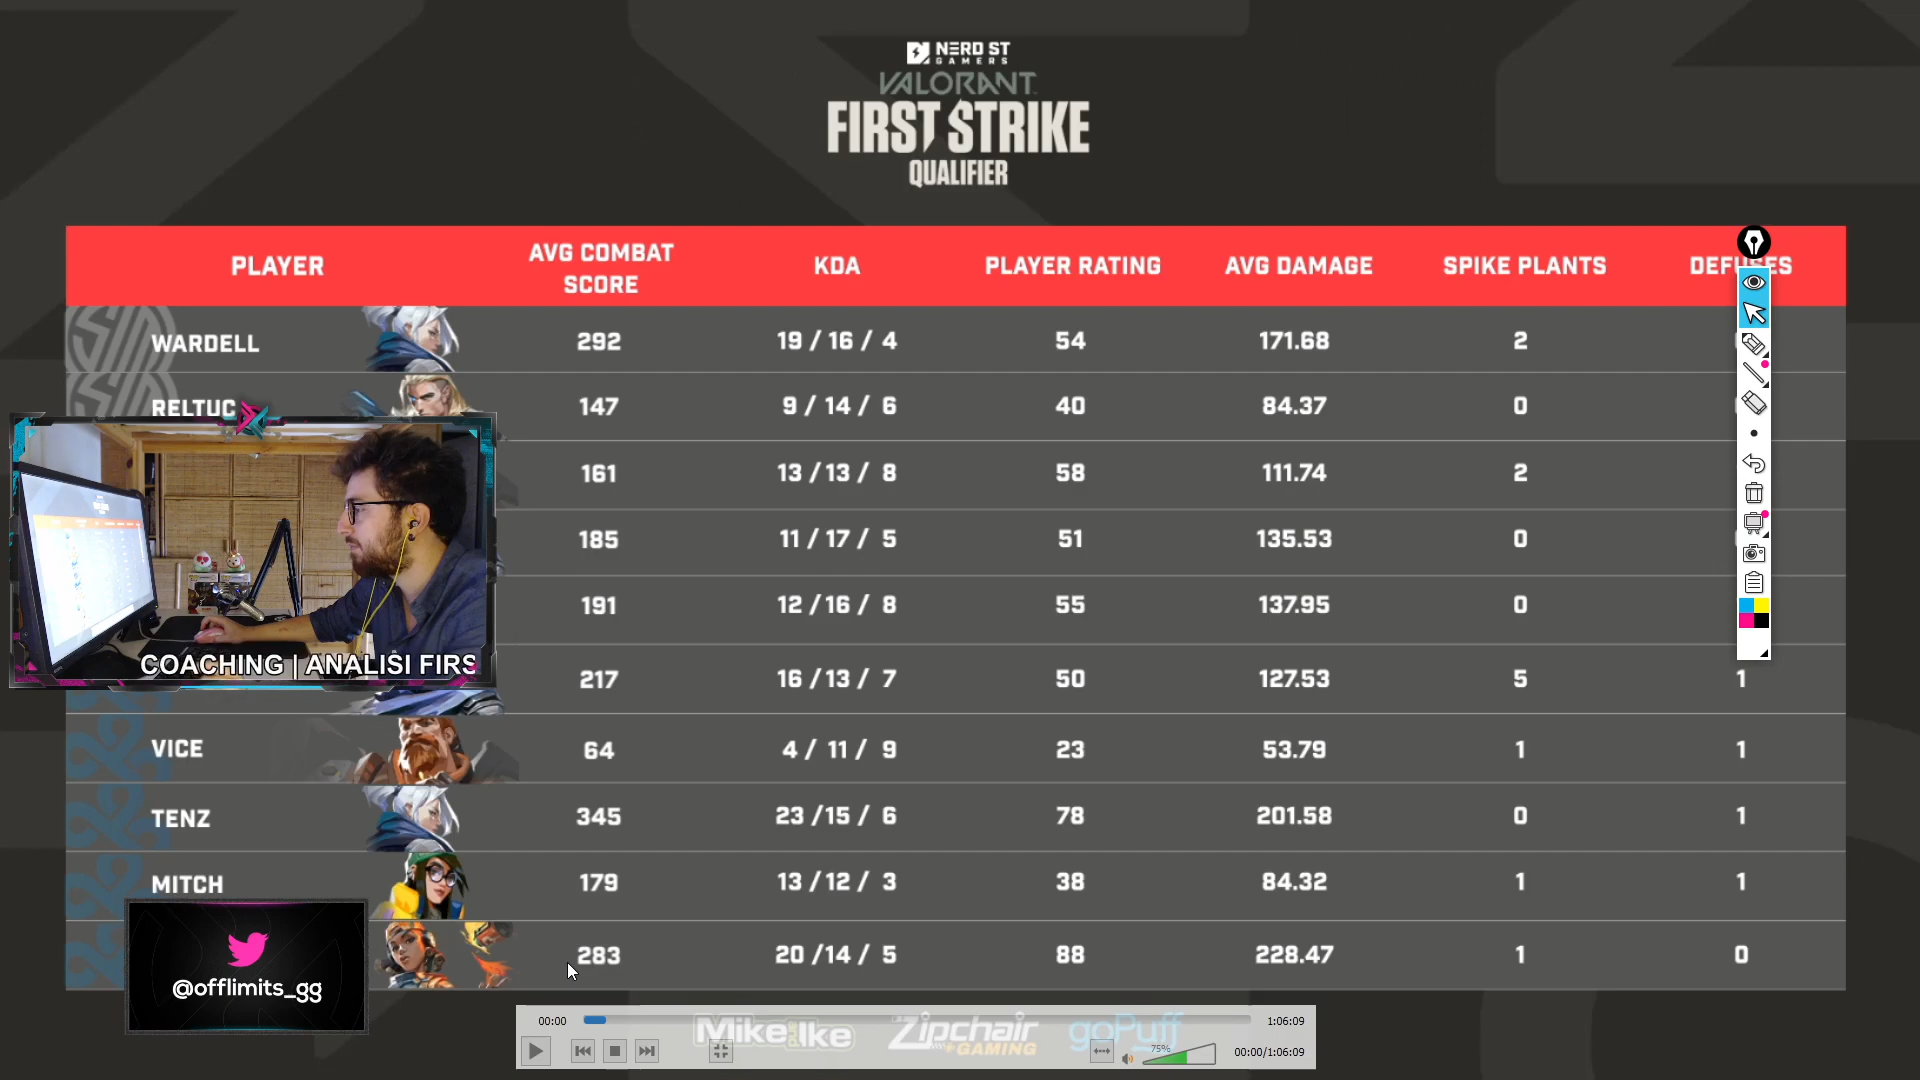 NERD ST
GAMERS
VALORANT
FIRST STRIKE
QUALIFIER
PLAYER AVG COMBAT SCORE KDA PLAYER RATING AVG DAMAGE SPIKE PLANTS DEFUSES
WARDELL 292 19 / 16 / 4 54 171.68 2
RELTUC 147 9 / 14 / 6 40 84.37 0
161 13 / 13 / 8 58 111.74 2
185 11 / 17 / 5 51 135.53 0
191 12 / 16 / 8 55 137.95 0
217 16 / 13 / 7 50 127.53 5 1
VICE 64 4 / 11 / 9 23 53.79 1 1
TENZ 345 23 / 15 / 6 78 201.58 0 1
MITCH 179 13 / 12 / 3 38 84.32 1 1
283 20 / 14 / 5 88 228.47 1 0
COACHING | ANALISI FIRS
@offlimits_gg
00:00 1:06:09
Mike and Ike Zipchair GAMING goPuff
75% 00:00/1:06:09